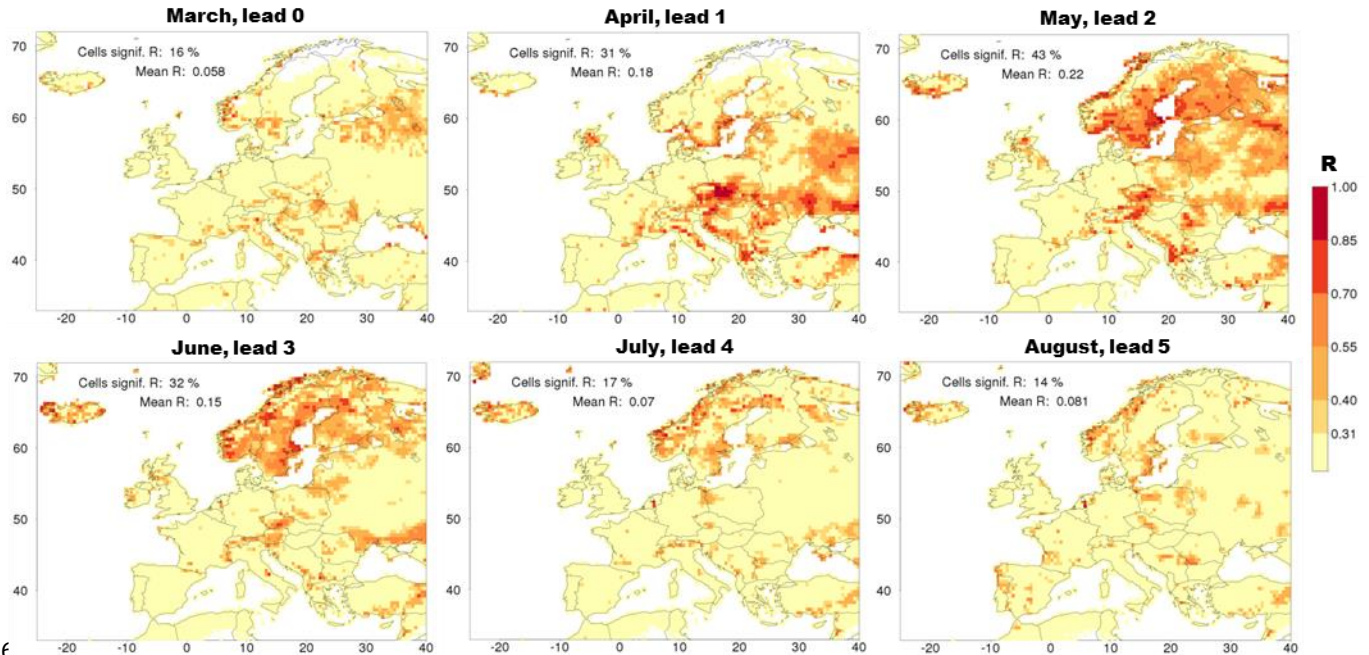 March, lead 0
April, lead 1
May, lead 2
Cells signif. R: 16 %
Mean R: 0.058
Cells signif. R: 31 %
Mean R: 0.18
Cells signif. R: 43 %
Mean R: 0.22
70
60
50
40
70
60
50
40
70
60
50
40
-20 -10 0 10 20 30 40
-20 -10 0 10 20 30 40
-20 -10 0 10 20 30 40
R
1.00
0.85
0.70
0.55
0.40
0.31
June, lead 3
July, lead 4
August, lead 5
Cells signif. R: 32 %
Mean R: 0.15
Cells signif. R: 17 %
Mean R: 0.07
Cells signif. R: 14 %
Mean R: 0.081
70
60
50
40
70
60
50
40
70
60
50
40
-20 -10 0 10 20 30 40
-20 -10 0 10 20 30 40
-20 -10 0 10 20 30 40